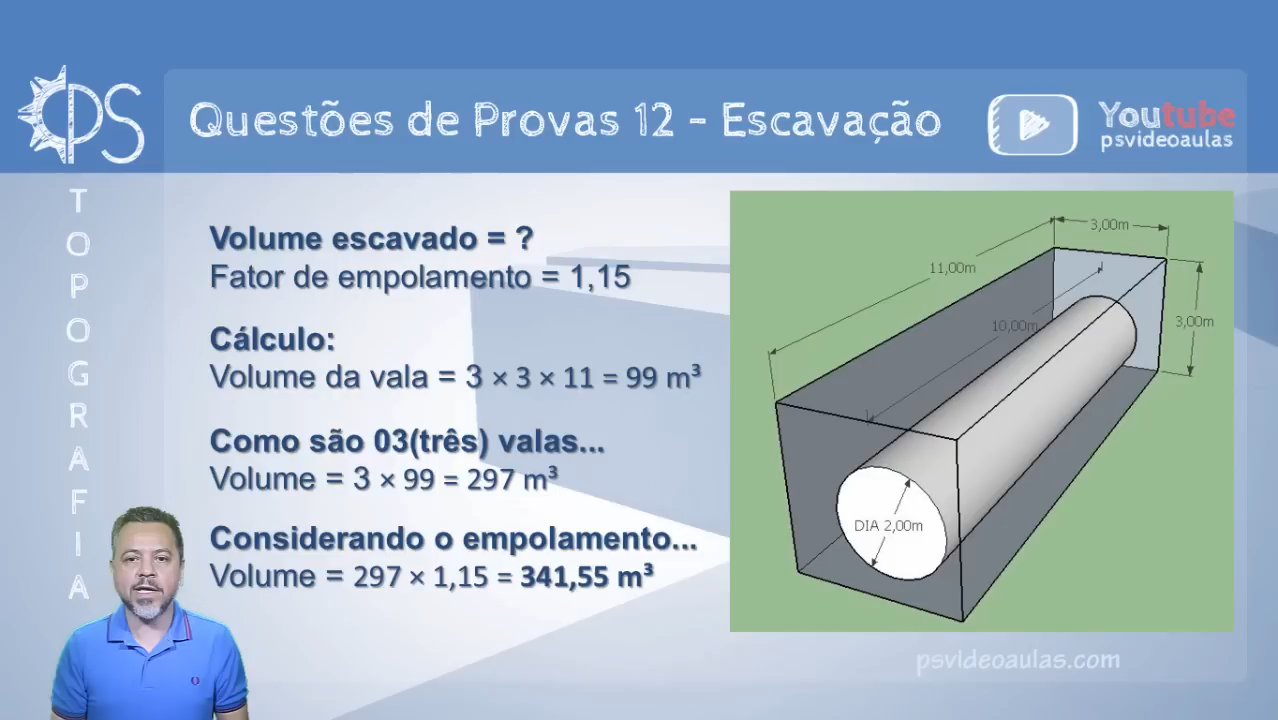 PS
Questões de Provas 12 - Escavação
YouTube
psvideoaulas
T
O
P
O
G
R
A
F
I
A
Volume escavado = ?
Fator de empolamento = 1,15
Cálculo:
Volume da vala = 3 × 3 × 11 = 99 m³
Como são 03(três) valas...
Volume = 3 × 99 = 297 m³
Considerando o empolamento...
Volume = 297 × 1,15 = 341,55 m³
3,00m
11,00m
10,00m
3,00m
DIA 2,00m
psvideoaulas.com